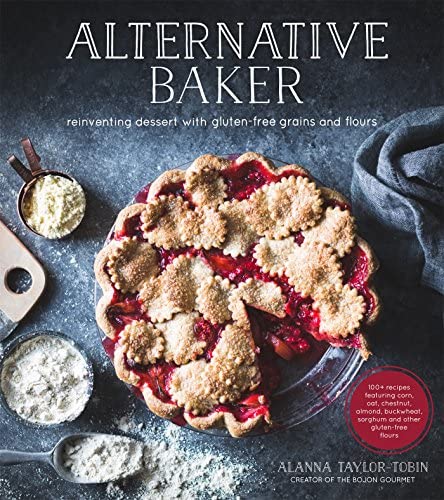 ALTERNATIVE
BAKER
reinventing dessert with gluten-free grains and flours
100+ recipes
featuring corn,
oat, chestnut,
almond, buckwheat,
sorghum and other
gluten-free
flours
ALANNA TAYLOR-TOBIN
CREATOR OF THE BOJON GOURMET